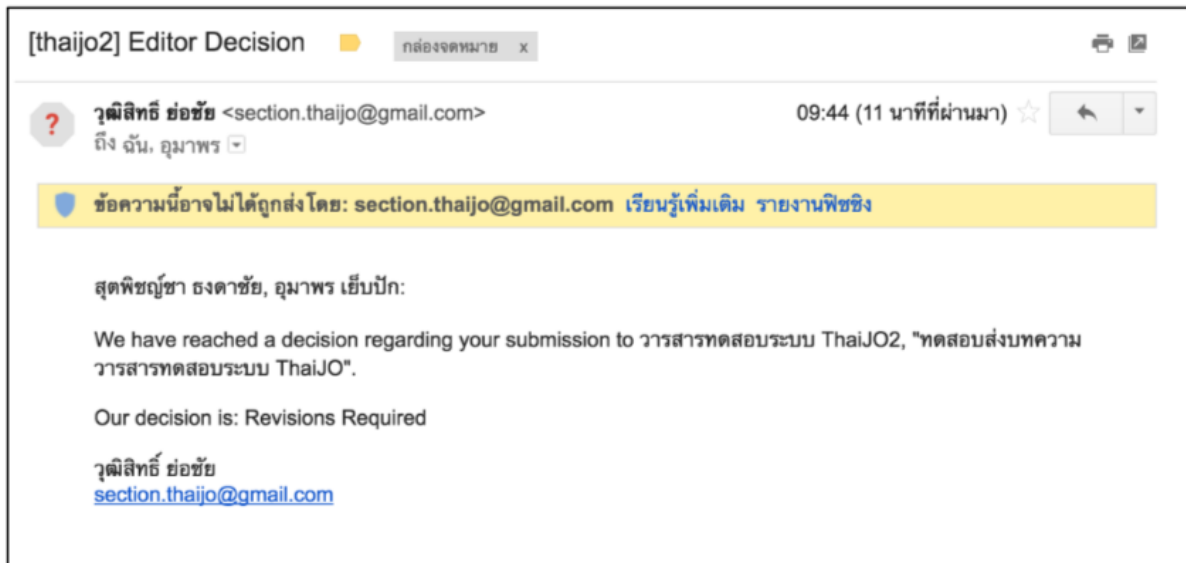 [thaijo2] Editor Decision กล่องจดหมาย x
วุฒิสิทธิ์ ย่อชัย <section.thaijo@gmail.com> 09:44 (11 นาทีที่ผ่านมา)
?
ถึง ฉัน, อุมาพร
ข้อความนี้อาจไม่ได้ถูกส่งโดย: section.thaijo@gmail.com เรียนรู้เพิ่มเติม รายงานฟิชชิง
สุตพิชญ์ชา ธงดาชัย, อุมาพร เย็บปัก:
We have reached a decision regarding your submission to วารสารทดสอบระบบ ThaiJO2, "ทดสอบส่งบทความ
วารสารทดสอบระบบ ThaiJO".
Our decision is: Revisions Required
วุฒิสิทธิ์ ย่อชัย
section.thaijo@gmail.com